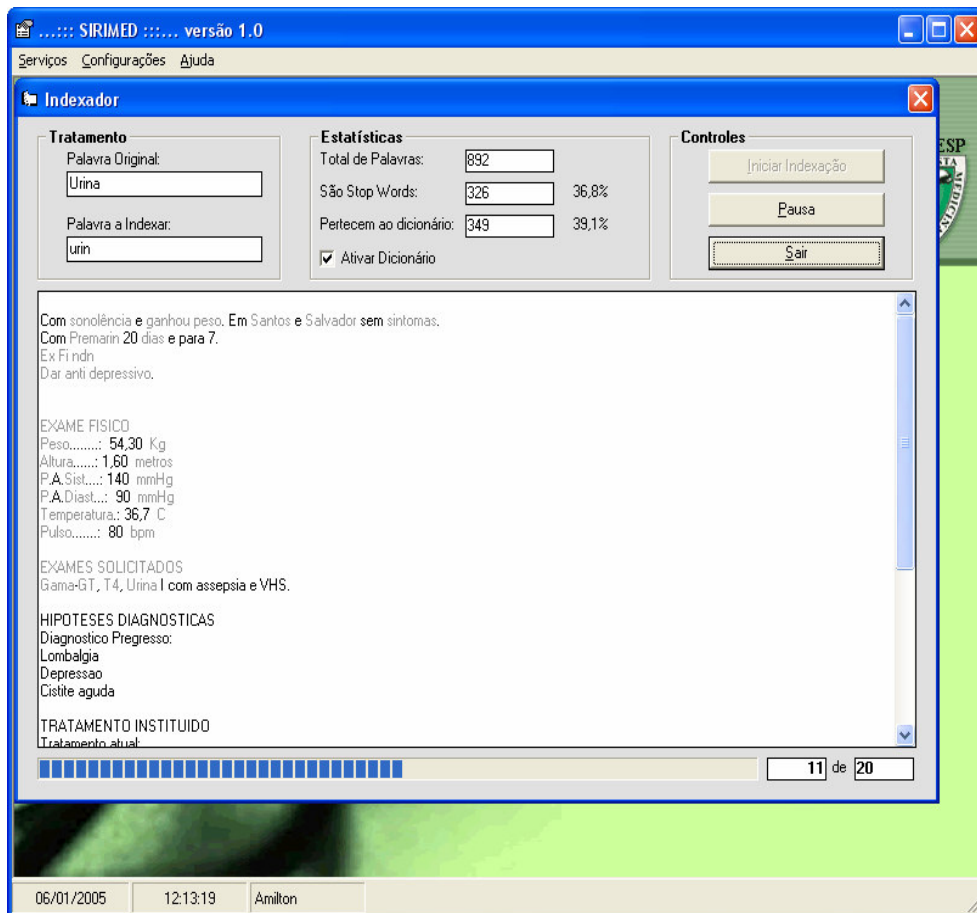 ...::: SIRIMED :::... versão 1.0
Serviços Configurações Ajuda
Indexador
Tratamento
Palavra Original:
Urina
Palavra a Indexar:
urin
Estatísticas
Total de Palavras: 892
São Stop Words: 326 36,8%
Pertecem ao dicionário: 349 39,1%
Ativar Dicionário
Controles
Iniciar Indexação
Pausa
Sair
ESP
MEDICINA
Com sonolência e ganhou peso. Em Santos e Salvador sem sintomas.
Com Premarin 20 dias e para 7.
Ex Fi ndn
Dar anti depressivo.
EXAME FISICO
Peso.......: 54,30 Kg
Altura.....: 1,60 metros
P.A.Sist...: 140 mmHg
P.A.Diast..: 90 mmHg
Temperatura.: 36,7 C
Pulso......: 80 bpm
EXAMES SOLICITADOS
Gama-GT, T4, Urina I com assepsia e VHS.
HIPOTESES DIAGNOSTICAS
Diagnostico Pregresso:
Lombalgia
Depressao
Cistite aguda
TRATAMENTO INSTITUIDO
Tratamento atual:
11 de 20
06/01/2005 12:13:19 Amilton